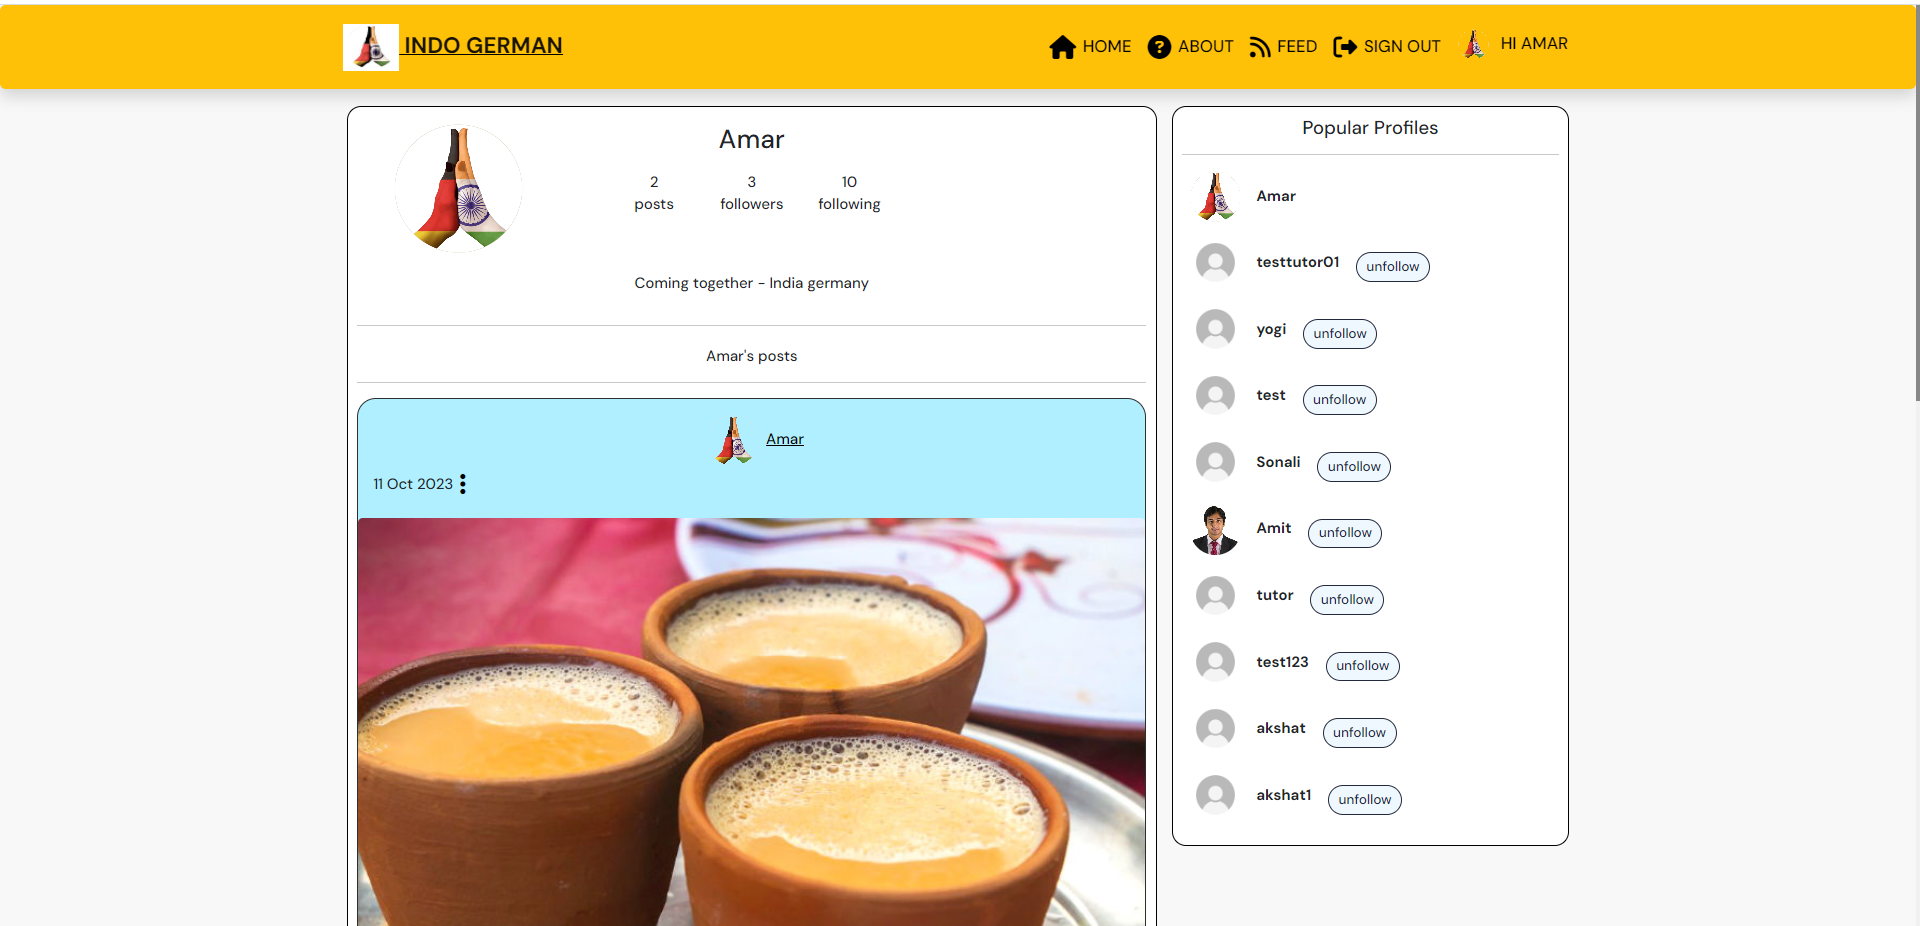 INDO GERMAN
HOME
ABOUT
FEED
SIGN OUT
HI AMAR
Amar
2
posts
3
followers
10
following
Coming together - India germany
Amar's posts
Amar
11 Oct 2023
Popular Profiles
Amar
testtutor01 unfollow
yogi unfollow
test unfollow
Sonali unfollow
Amit unfollow
tutor unfollow
test123 unfollow
akshat unfollow
akshat1 unfollow